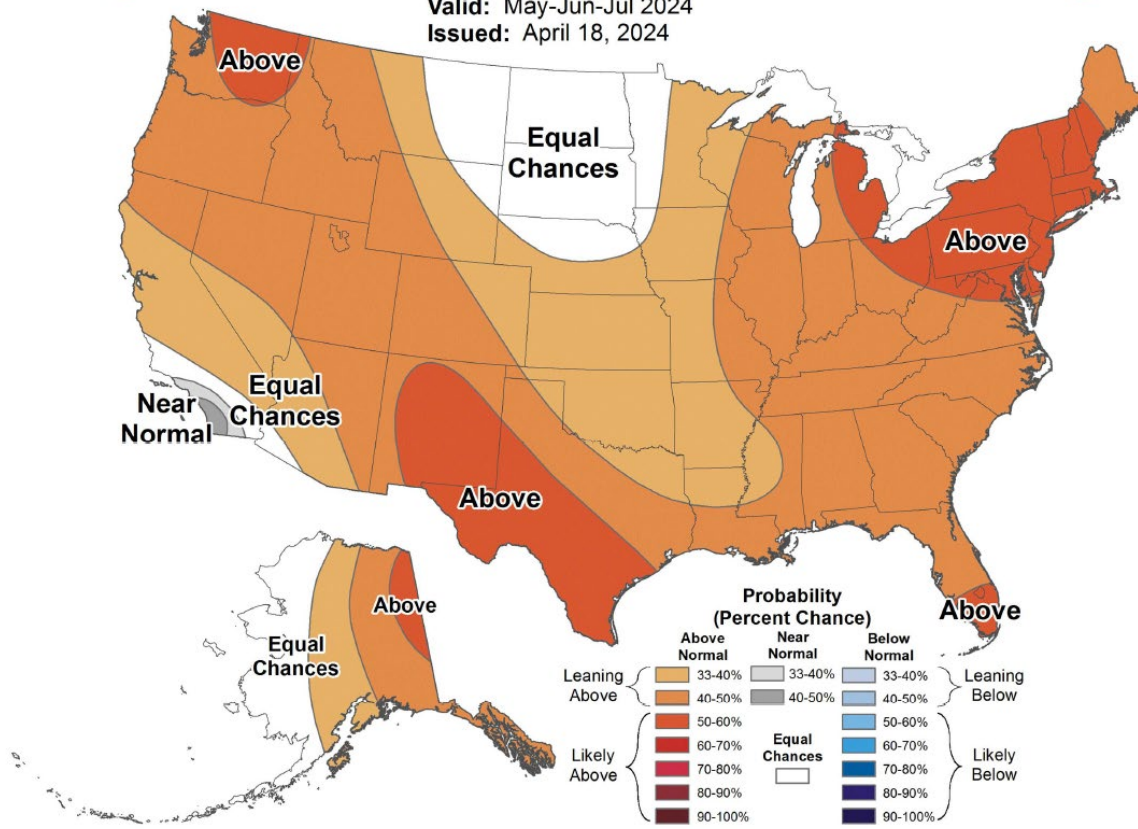 Valid: May-Jun-Jul 2024
Issued: April 18, 2024
Above
Equal
Chances
Above
Near
Normal
Equal
Chances
Above
Above
Equal
Chances
Above
Probability
(Percent Chance)
Above
Normal
Near
Normal
Below
Normal
Leaning
Above
33-40%
40-50%
33-40%
40-50%
33-40%
40-50%
Leaning
Below
Likely
Above
50-60%
60-70%
70-80%
80-90%
90-100%
Equal
Chances
50-60%
60-70%
70-80%
80-90%
90-100%
Likely
Below